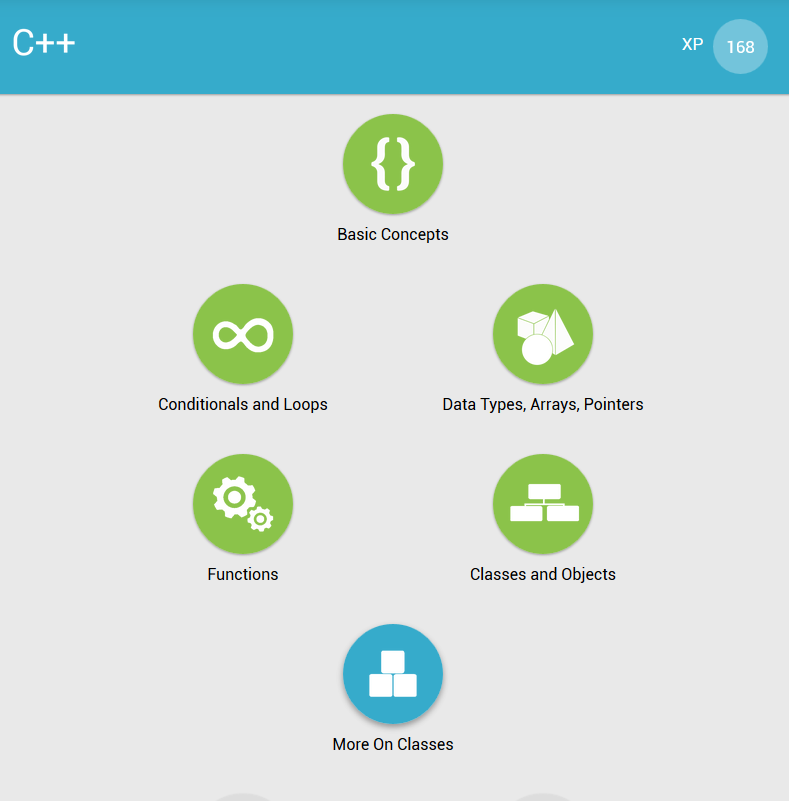 C++
XP 168
{}
Basic Concepts
Conditionals and Loops
Data Types, Arrays, Pointers
Functions
Classes and Objects
More On Classes